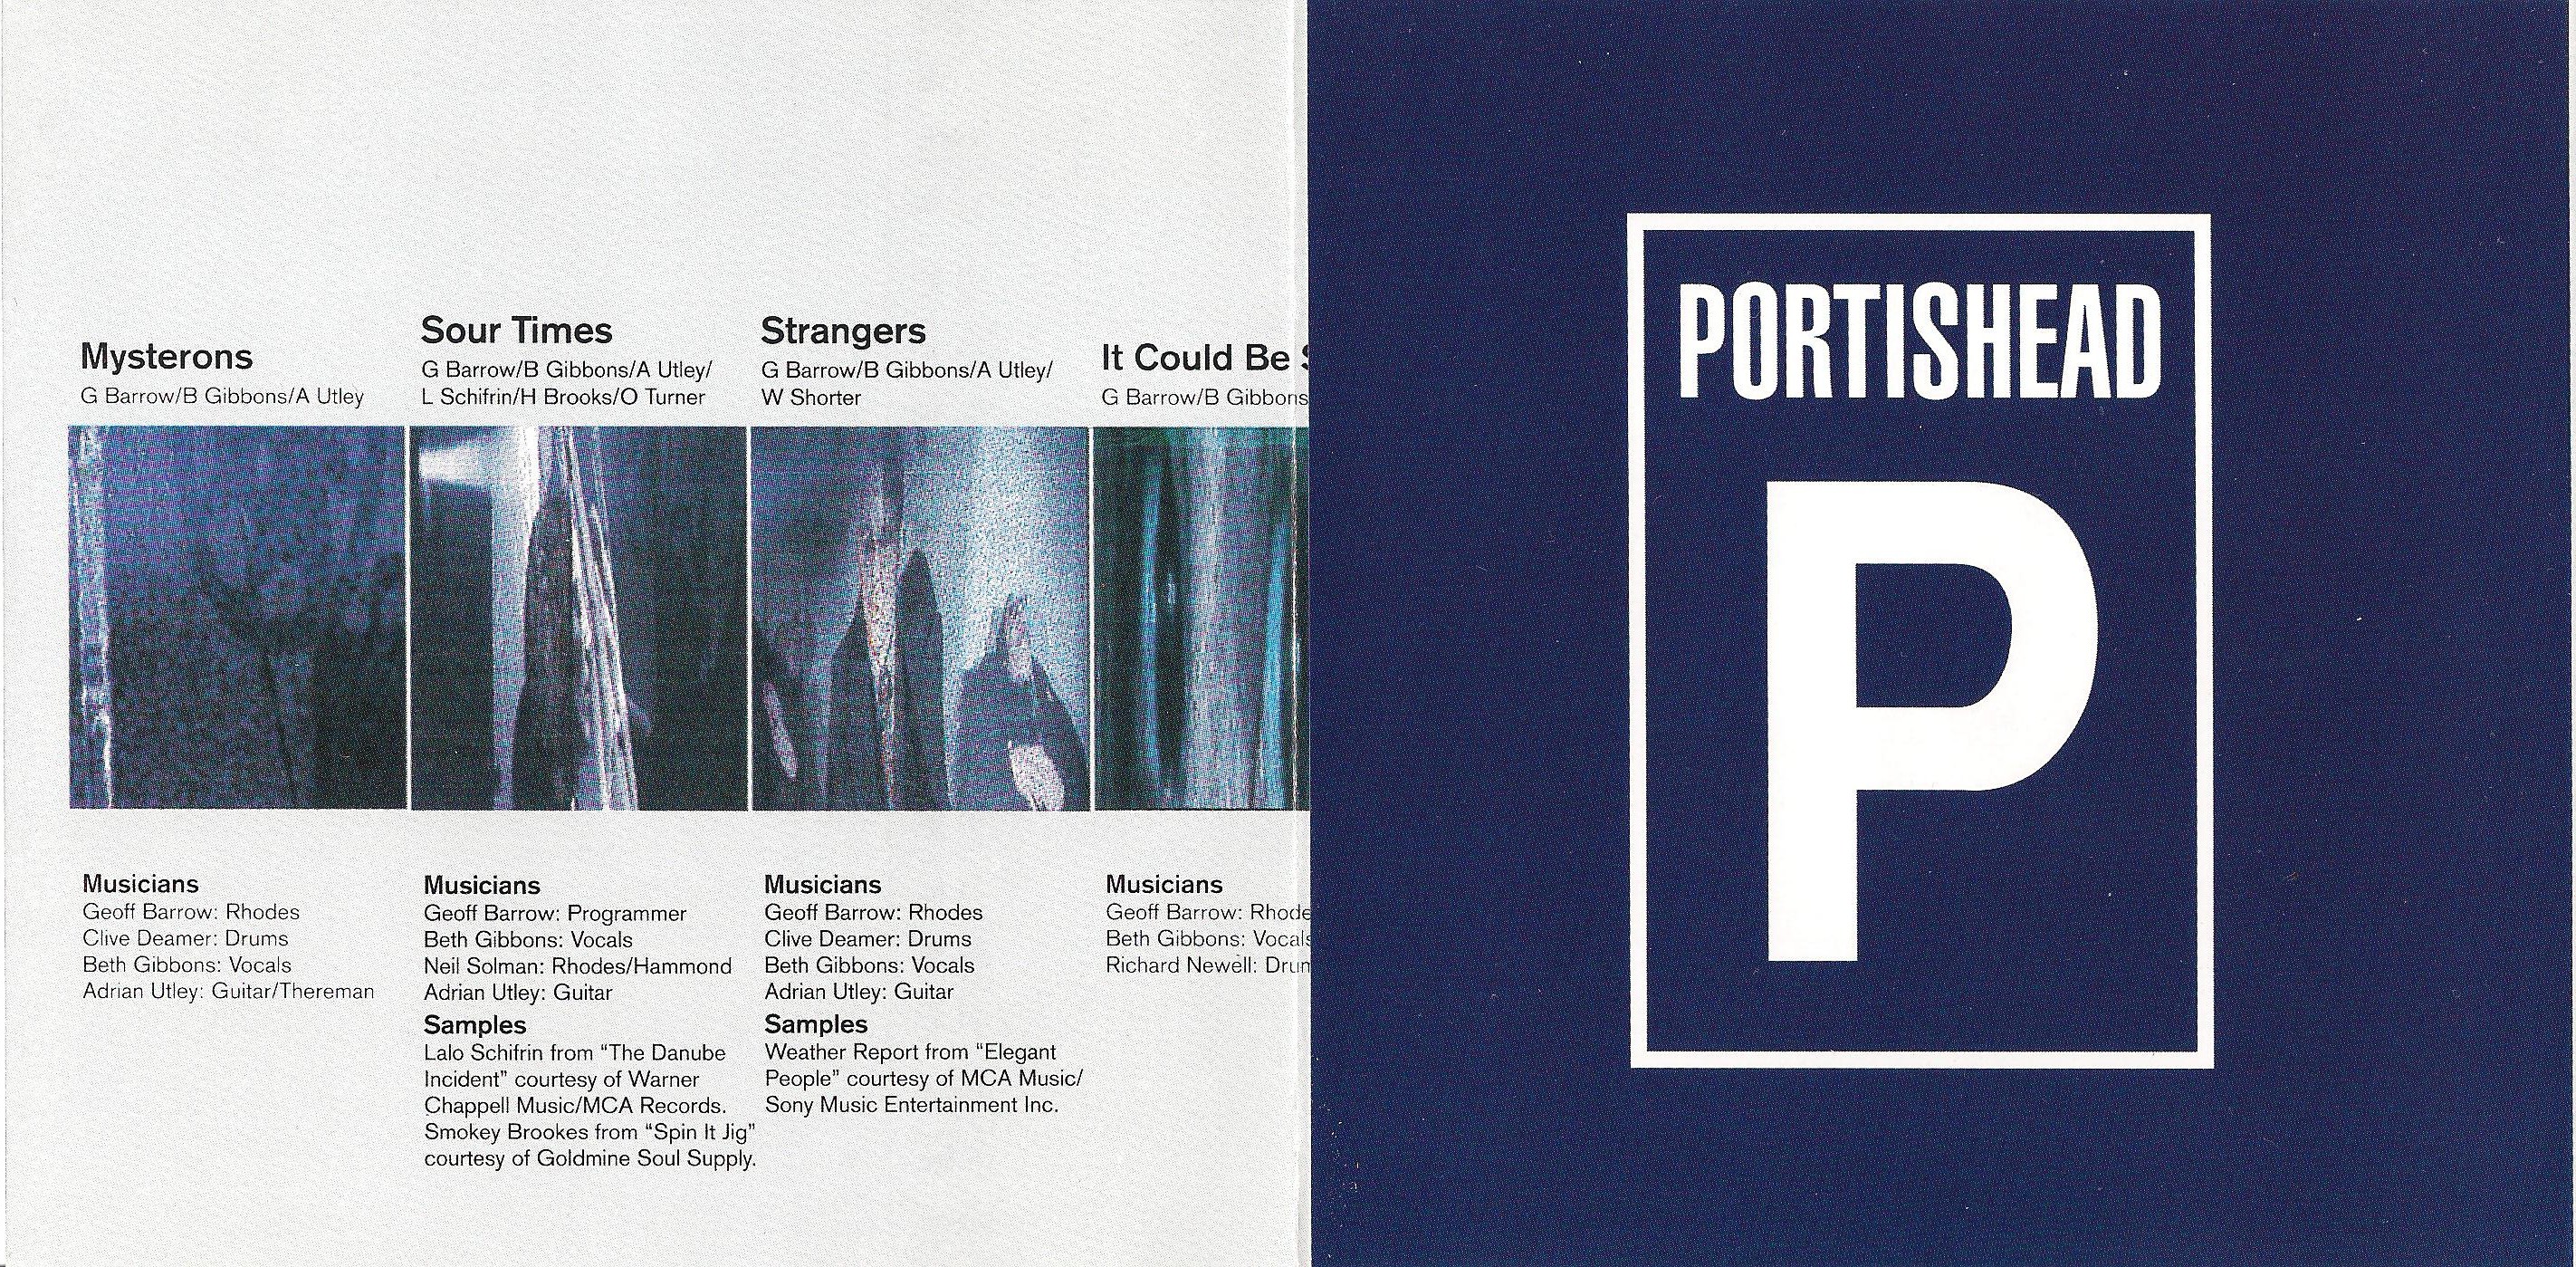 Mysterons
G Barrow/B Gibbons/A Utley
Sour Times
G Barrow/B Gibbons/A Utley/
L Schifrin/H Brooks/O Turner
Strangers
G Barrow/B Gibbons/A Utley/
W Shorter
It Could Be
G Barrow/B Gibbons
Musicians
Geoff Barrow: Rhodes
Clive Deamer: Drums
Beth Gibbons: Vocals
Adrian Utley: Guitar/Thereman
Musicians
Geoff Barrow: Programmer
Beth Gibbons: Vocals
Neil Solman: Rhodes/Hammond
Adrian Utley: Guitar
Samples
Lalo Schifrin from “The Danube
Incident” courtesy of Warner
Chappell Music/MCA Records.
Smokey Brookes from “Spin It Jig”
courtesy of Goldmine Soul Supply.
Musicians
Geoff Barrow: Rhodes
Clive Deamer: Drums
Beth Gibbons: Vocals
Adrian Utley: Guitar
Samples
Weather Report from “Elegant
People” courtesy of MCA Music/
Sony Music Entertainment Inc.
Musicians
Geoff Barrow: Rhode
Beth Gibbons: Vocals
Richard Newell: Drum
PORTISHEAD
P